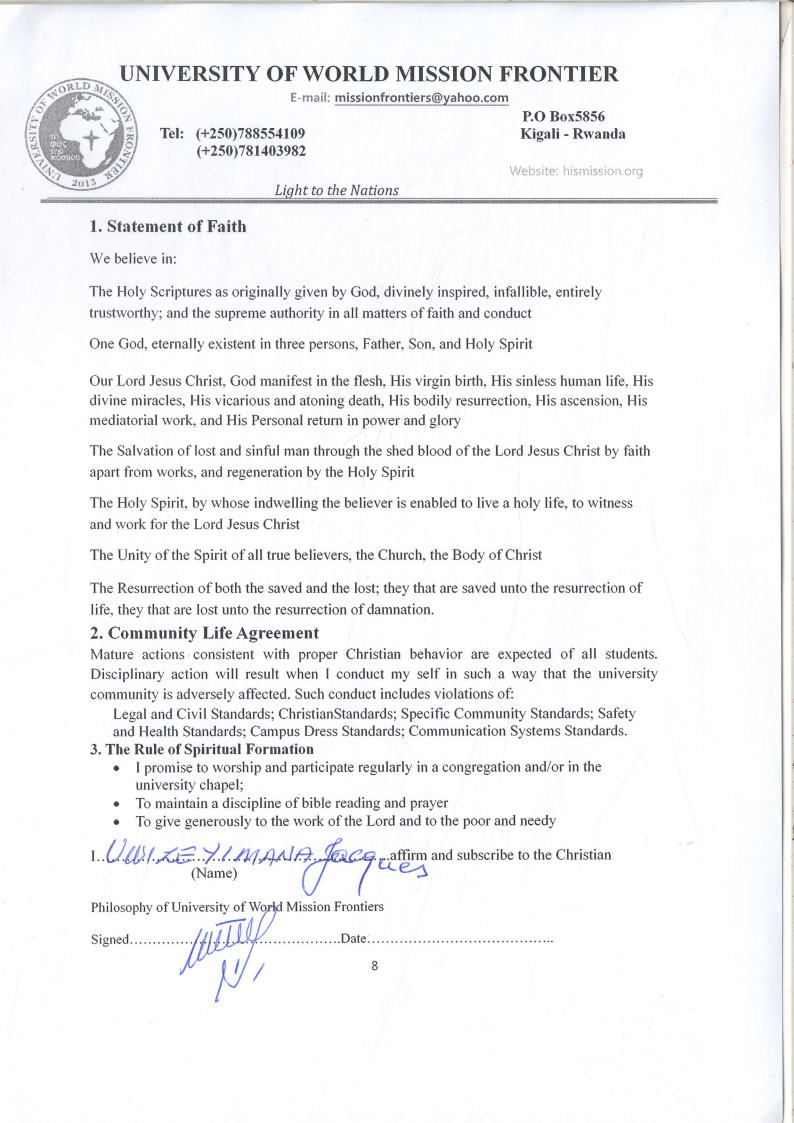 UNIVERSITY OF WORLD MISSION FRONTIER
E-mail: missionfrontiers@yahoo.com
P.O Box5856
Tel: (+250)788554109 Kigali - Rwanda
(+250)781403982
Website: hismission.org
Light to the Nations
UNIVERSITY OF WORLD MISSION FRONTIER
τὸ
φῶς
τοῦ
κόσμου
2013
1. Statement of Faith
We believe in:
The Holy Scriptures as originally given by God, divinely inspired, infallible, entirely
trustworthy; and the supreme authority in all matters of faith and conduct
One God, eternally existent in three persons, Father, Son, and Holy Spirit
Our Lord Jesus Christ, God manifest in the flesh, His virgin birth, His sinless human life, His
divine miracles, His vicarious and atoning death, His bodily resurrection, His ascension, His
mediatorial work, and His Personal return in power and glory
The Salvation of lost and sinful man through the shed blood of the Lord Jesus Christ by faith
apart from works, and regeneration by the Holy Spirit
The Holy Spirit, by whose indwelling the believer is enabled to live a holy life, to witness
and work for the Lord Jesus Christ
The Unity of the Spirit of all true believers, the Church, the Body of Christ
The Resurrection of both the saved and the lost; they that are saved unto the resurrection of
life, they that are lost unto the resurrection of damnation.
2. Community Life Agreement
Mature actions consistent with proper Christian behavior are expected of all students.
Disciplinary action will result when I conduct my self in such a way that the university
community is adversely affected. Such conduct includes violations of:
Legal and Civil Standards; ChristianStandards; Specific Community Standards; Safety
and Health Standards; Campus Dress Standards; Communication Systems Standards.
3. The Rule of Spiritual Formation
• I promise to worship and participate regularly in a congregation and/or in the
university chapel;
• To maintain a discipline of bible reading and prayer
• To give generously to the work of the Lord and to the poor and needy
I...UWIZEYIMANA Jacques...affirm and subscribe to the Christian
(Name)
Philosophy of University of World Mission Frontiers
Signed..............................Date........................................
8